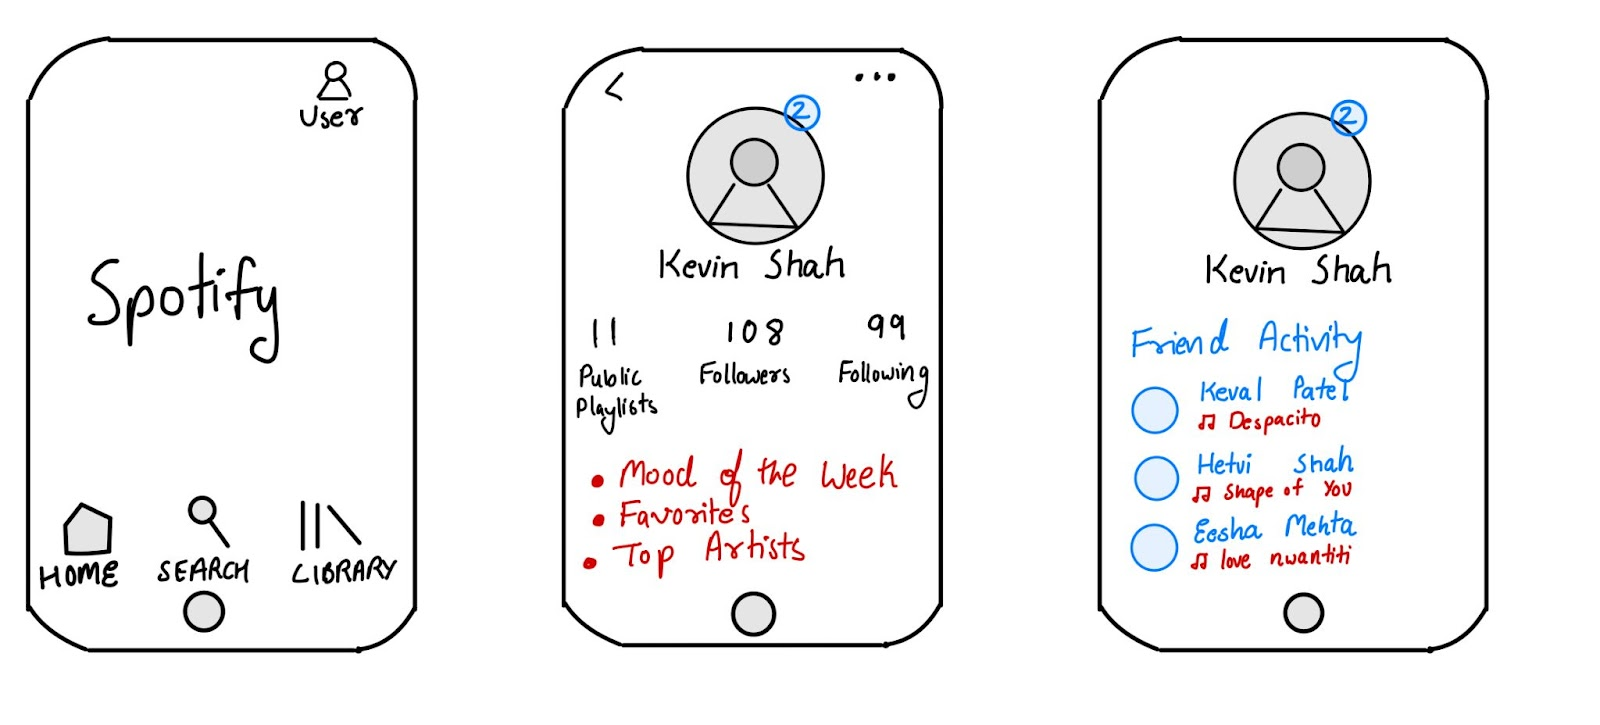 User
Spotify
HOME SEARCH LIBRARY
2
Kevin Shah
11 108 99
Public Followers Following
Playlists
• Mood of the Week
• Favorites
• Top Artists
2
Kevin Shah
Friend Activity
Keval Patel
♫ Despacito
Hetvi Shah
♫ Shape of You
Eesha Mehta
♫ love nwantiti